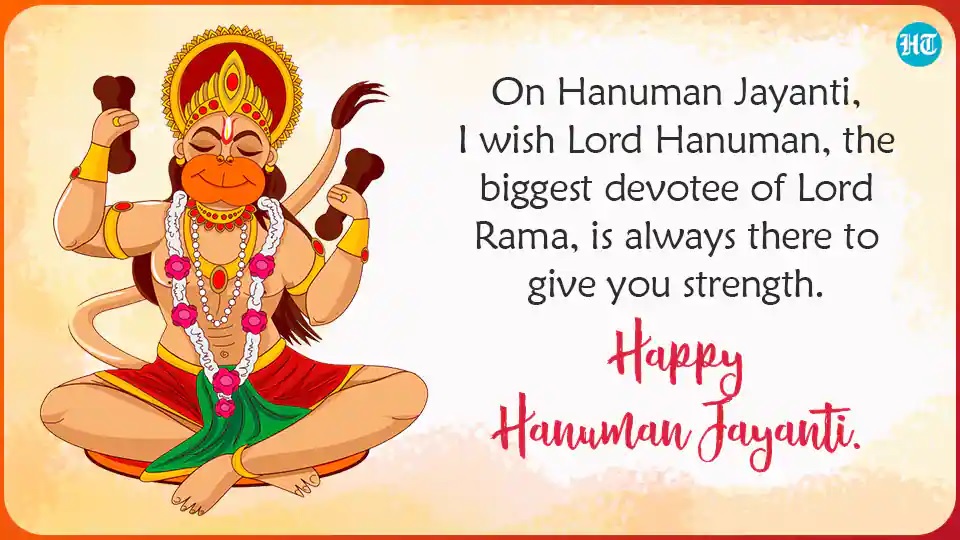 HT
On Hanuman Jayanti,
I wish Lord Hanuman, the
biggest devotee of Lord
Rama, is always there to
give you strength.
Happy
Hanuman Jayanti.